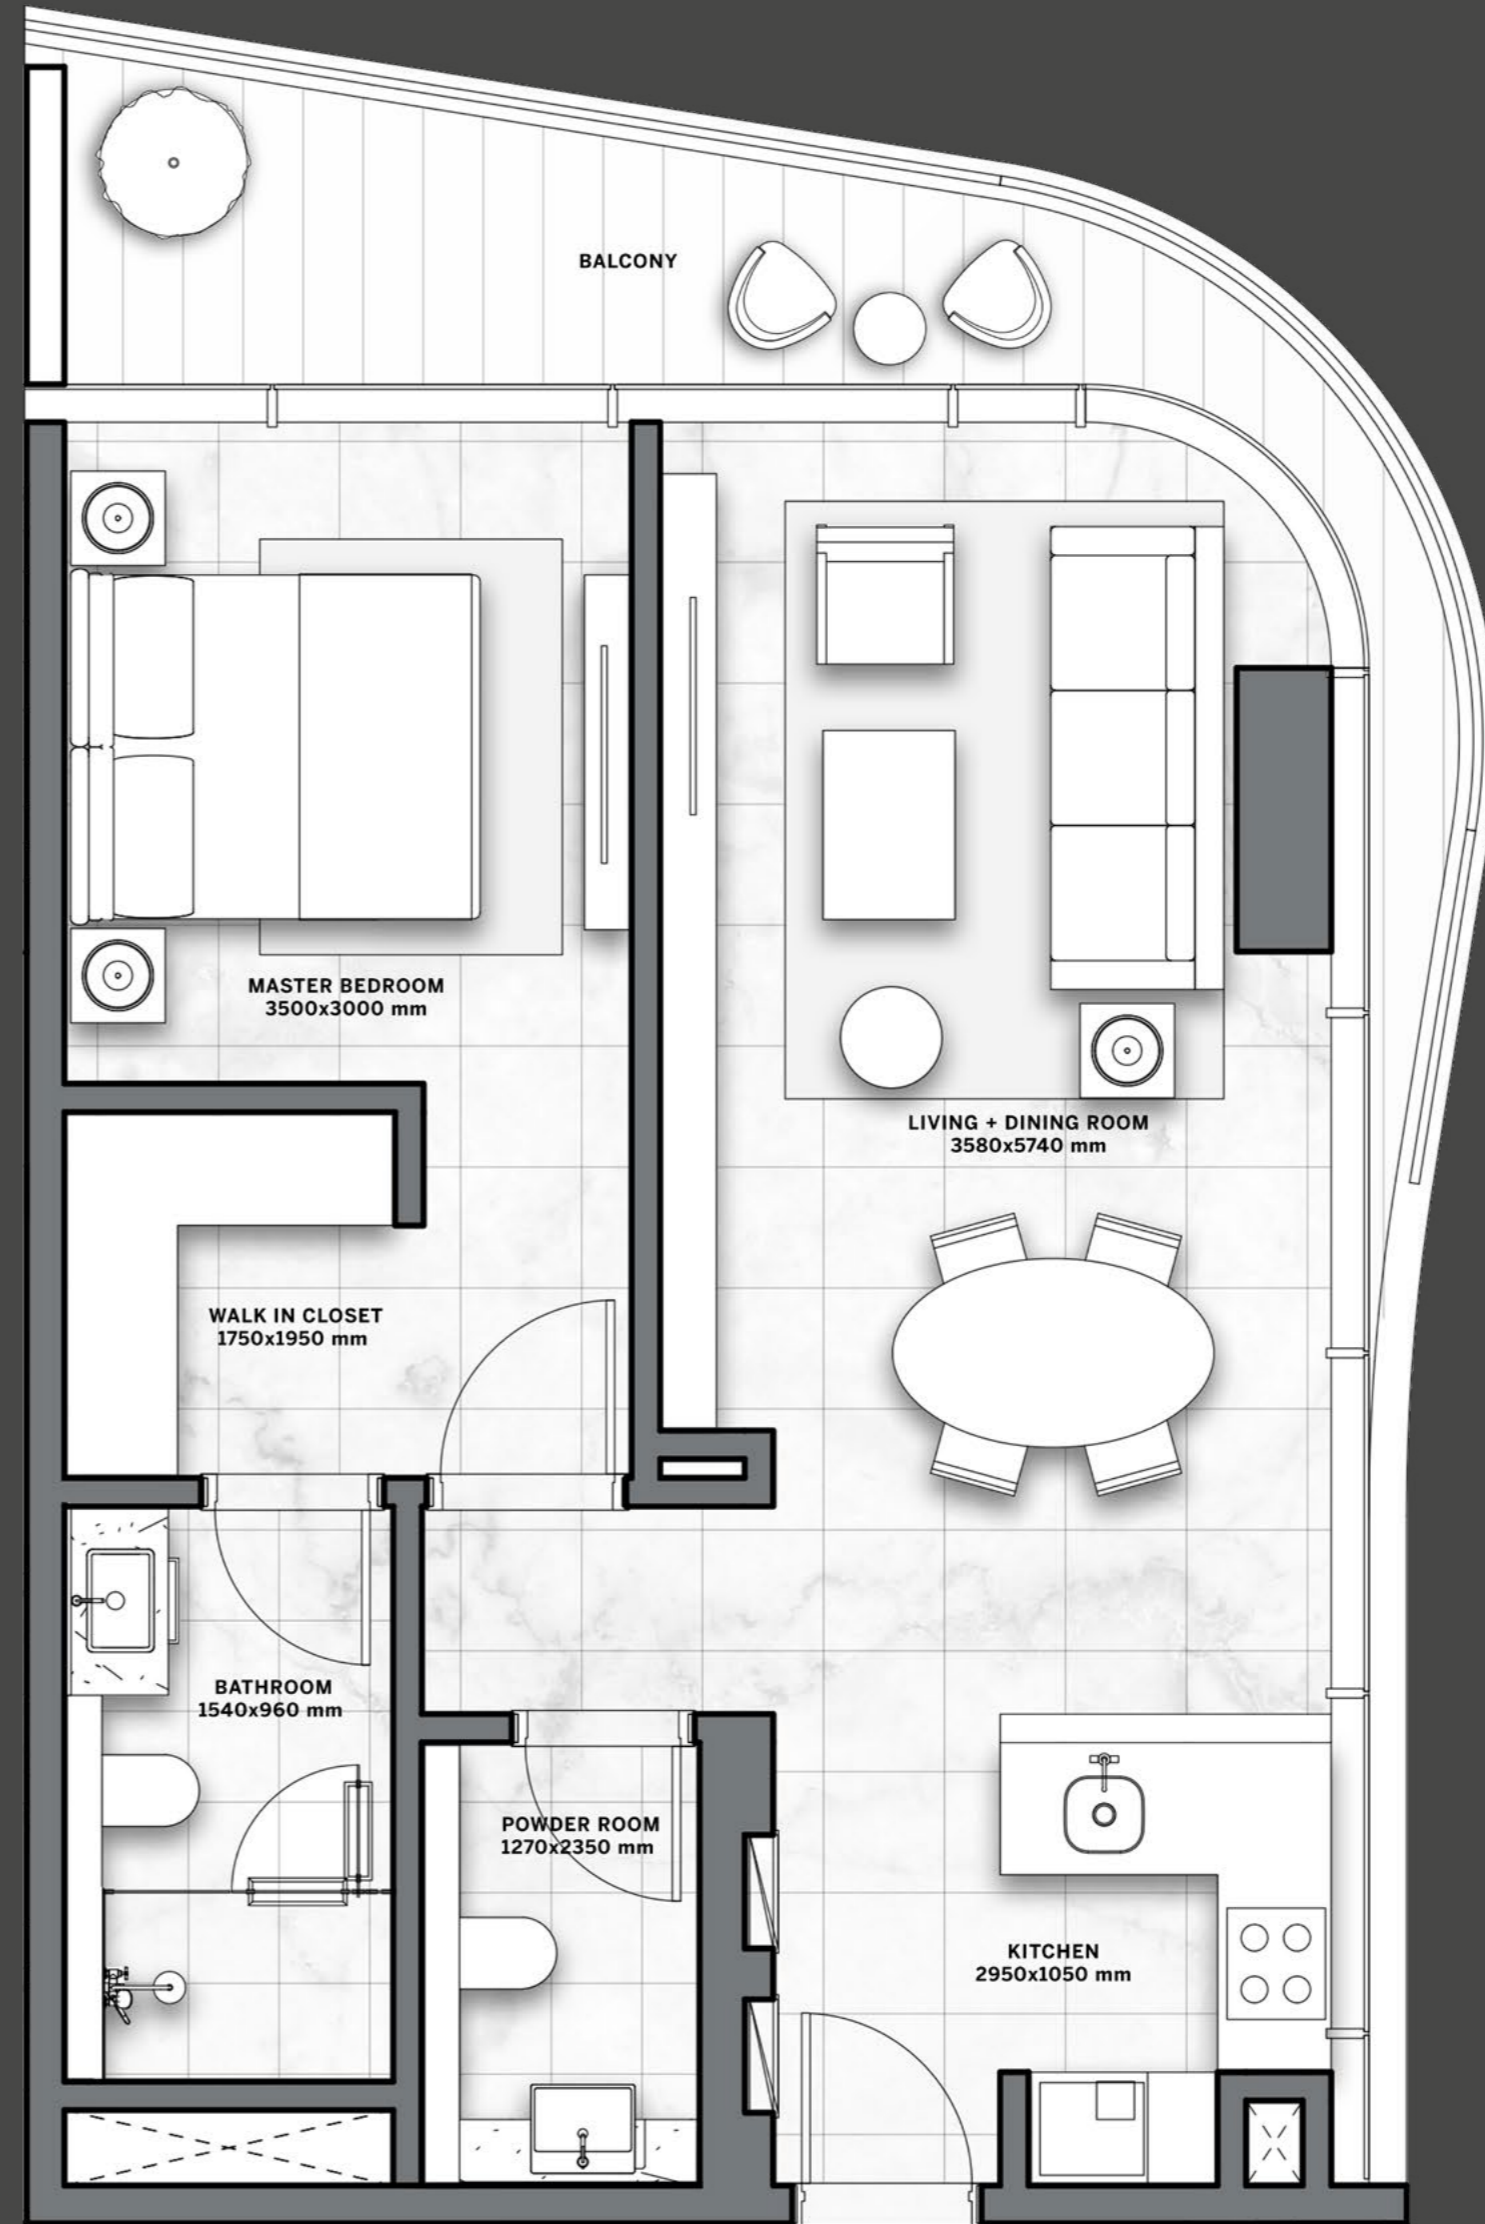 BALCONY
MASTER BEDROOM
3500x3000 mm
LIVING + DINING ROOM
3580x5740 mm
WALK IN CLOSET
1750x1950 mm
BATHROOM
1540x960 mm
POWDER ROOM
1270x2350 mm
KITCHEN
2950x1050 mm